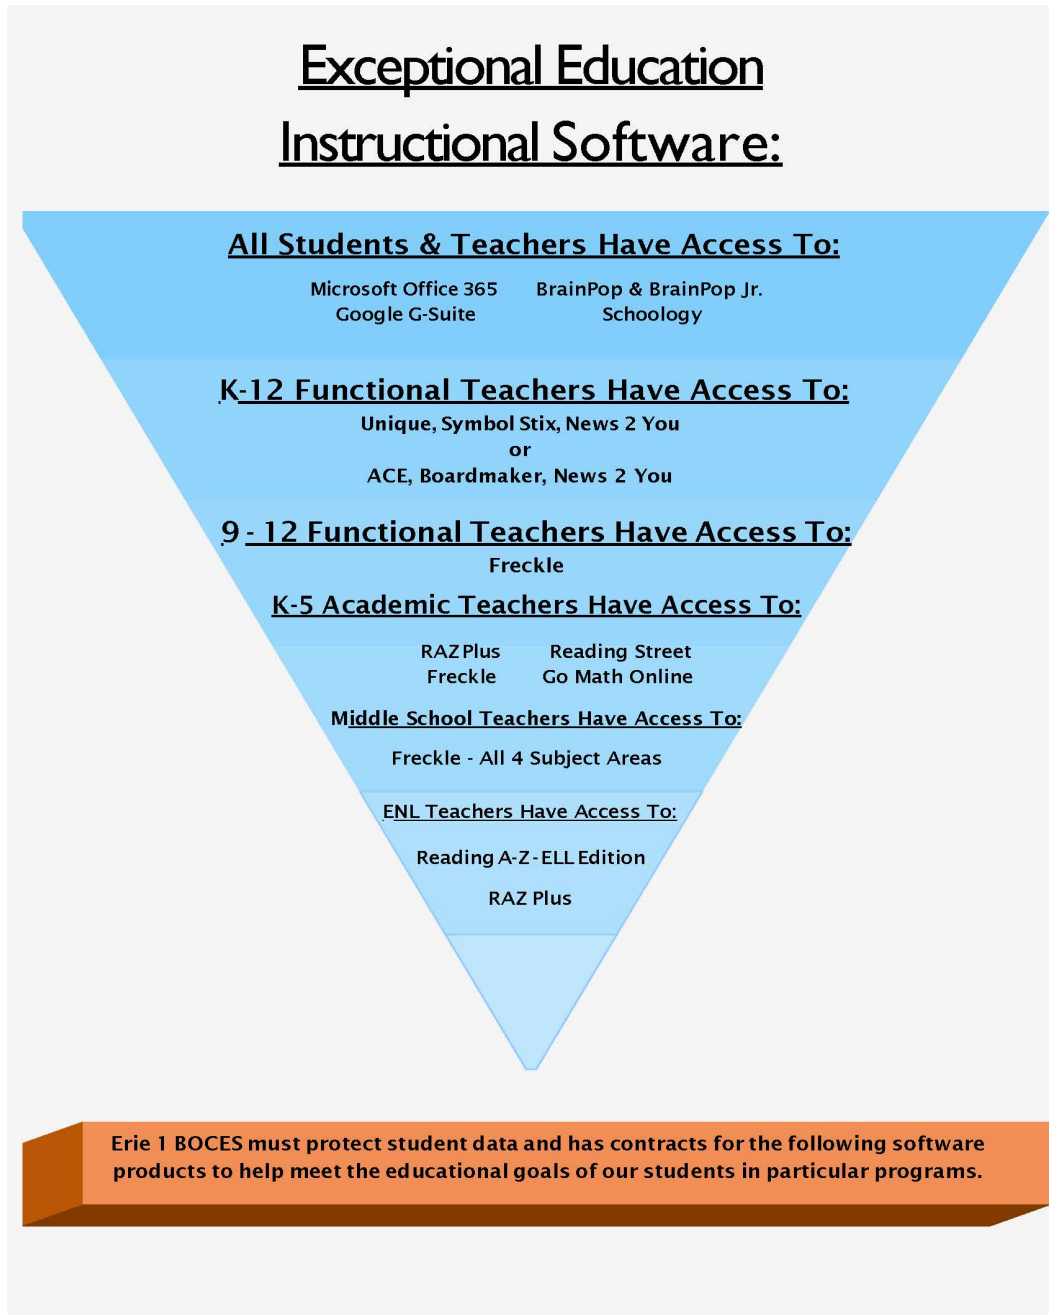 Exceptional Education
Instructional Software:
All Students & Teachers Have Access To:
Microsoft Office 365 BrainPop & BrainPop Jr.
Google G-Suite Schoology
K-12 Functional Teachers Have Access To:
Unique, Symbol Stix, News 2 You
or
ACE, Boardmaker, News 2 You
9 - 12 Functional Teachers Have Access To:
Freckle
K-5 Academic Teachers Have Access To:
RAZ Plus Reading Street
Freckle Go Math Online
Middle School Teachers Have Access To:
Freckle - All 4 Subject Areas
ENL Teachers Have Access To:
Reading A-Z - ELL Edition
RAZ Plus
Erie 1 BOCES must protect student data and has contracts for the following software
products to help meet the educational goals of our students in particular programs.